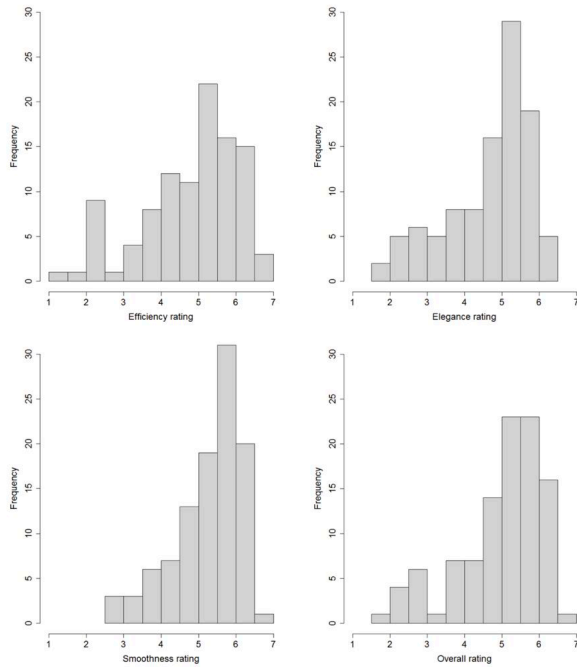 Frequency
0 5 10 15 20 25 30
1 2 3 4 5 6 7
Efficiency rating
Frequency
0 5 10 15 20 25 30
1 2 3 4 5 6 7
Elegance rating
Frequency
0 5 10 15 20 25 30
1 2 3 4 5 6 7
Smoothness rating
Frequency
0 5 10 15 20 25 30
1 2 3 4 5 6 7
Overall rating